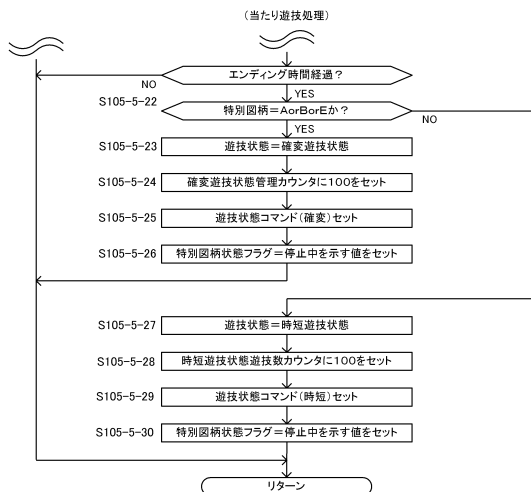 (当たり遊技処理)
エンディング時間経過？
NO
YES
S105-5-22
特別図柄＝AorBorEか？
NO
YES
S105-5-23
遊技状態＝確変遊技状態
S105-5-24
確変遊技状態管理カウンタに100をセット
S105-5-25
遊技状態コマンド(確変)セット
S105-5-26
特別図柄状態フラグ＝停止中を示す値をセット
S105-5-27
遊技状態＝時短遊技状態
S105-5-28
時短遊技状態遊技数カウンタに100をセット
S105-5-29
遊技状態コマンド(時短)セット
S105-5-30
特別図柄状態フラグ＝停止中を示す値をセット
リターン